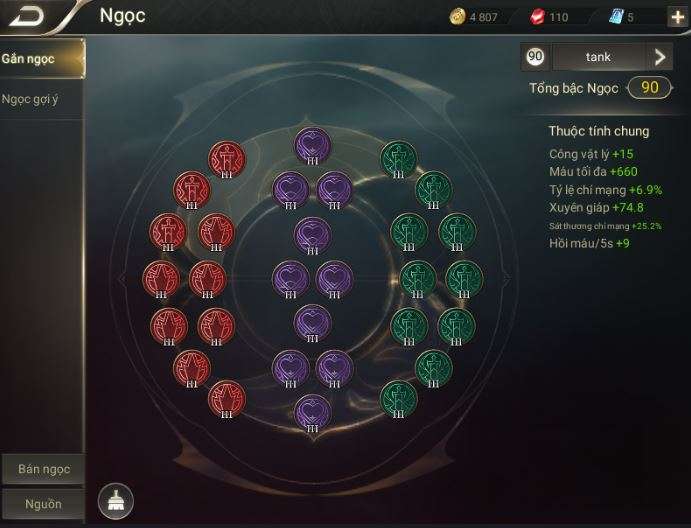 Ngọc
4 807
110
5
Gắn ngọc
Ngọc gợi ý
90
tank
Tổng bậc Ngọc
90
Thuộc tính chung
Công vật lý +15
Máu tối đa +660
Tỷ lệ chí mạng +6.9%
Xuyên giáp +74.8
Sát thương chí mạng +25.2%
Hồi máu/5s +9
Bán ngọc
Nguồn